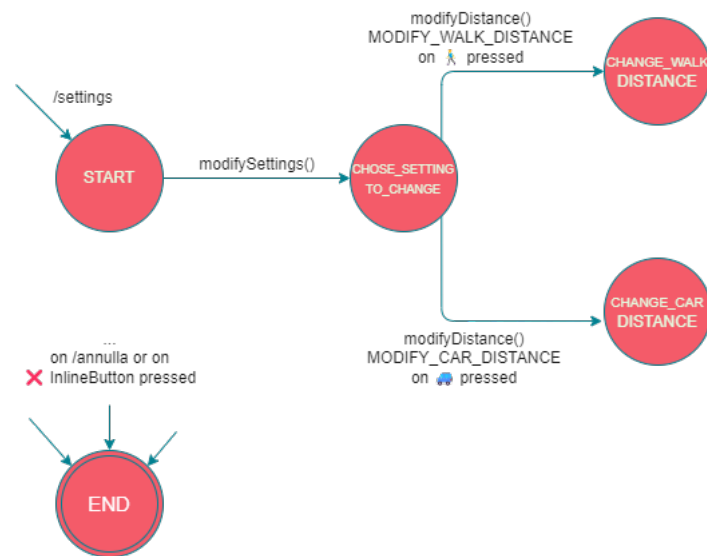 modifyDistance()
MODIFY_WALK_DISTANCE
on 🚶 pressed
CHANGE_WALK
DISTANCE
/settings
START
modifySettings()
CHOSE_SETTING
TO_CHANGE
CHANGE_CAR
DISTANCE
modifyDistance()
MODIFY_CAR_DISTANCE
on 🚙 pressed
...
on /annulla or on
❌ InlineButton pressed
END